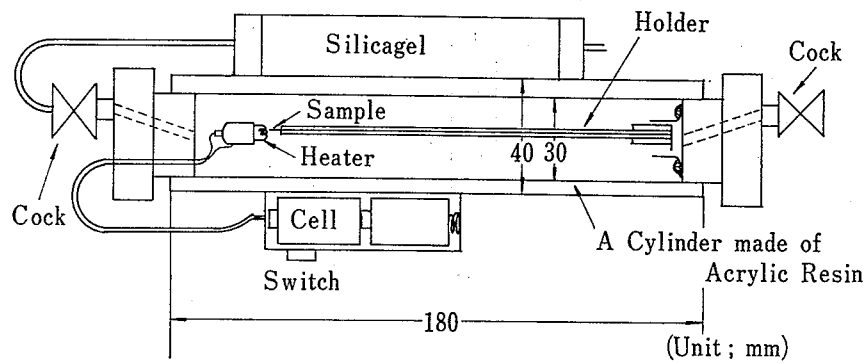 Silicagel
Holder
Cock
Sample
Heater
40
30
Cock
Cell
Switch
A Cylinder made of
Acrylic Resin
180
(Unit ; mm)